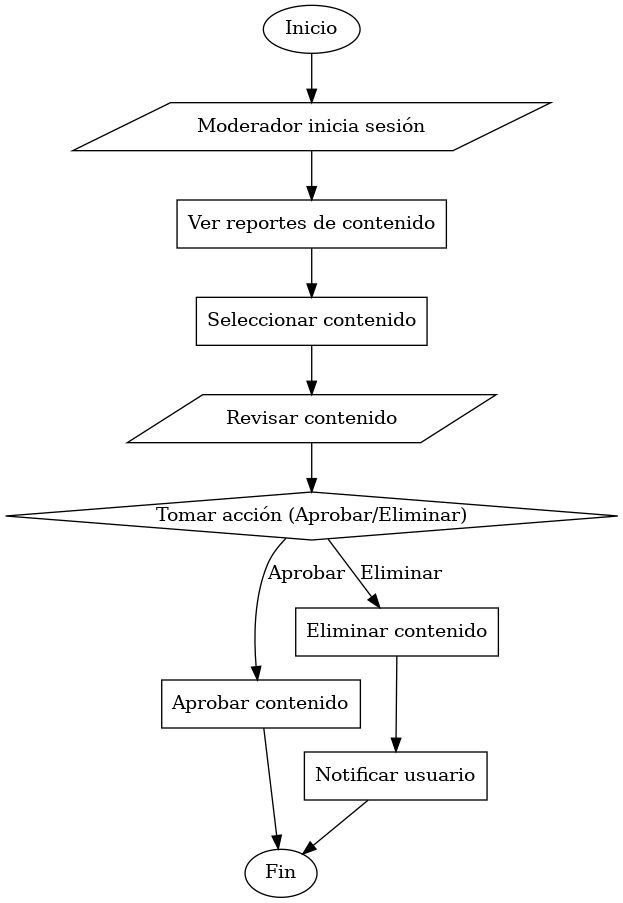 Inicio
Moderador inicia sesión
Ver reportes de contenido
Seleccionar contenido
Revisar contenido
Tomar acción (Aprobar/Eliminar)
Aprobar
Eliminar
Eliminar contenido
Aprobar contenido
Notificar usuario
Fin